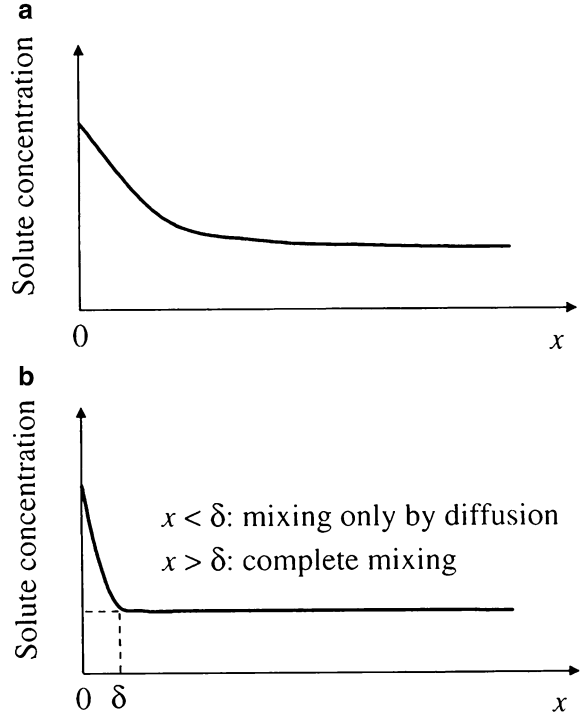 a
Solute concentration
0
x
b
Solute concentration
x < δ: mixing only by diffusion
x > δ: complete mixing
0 δ
x